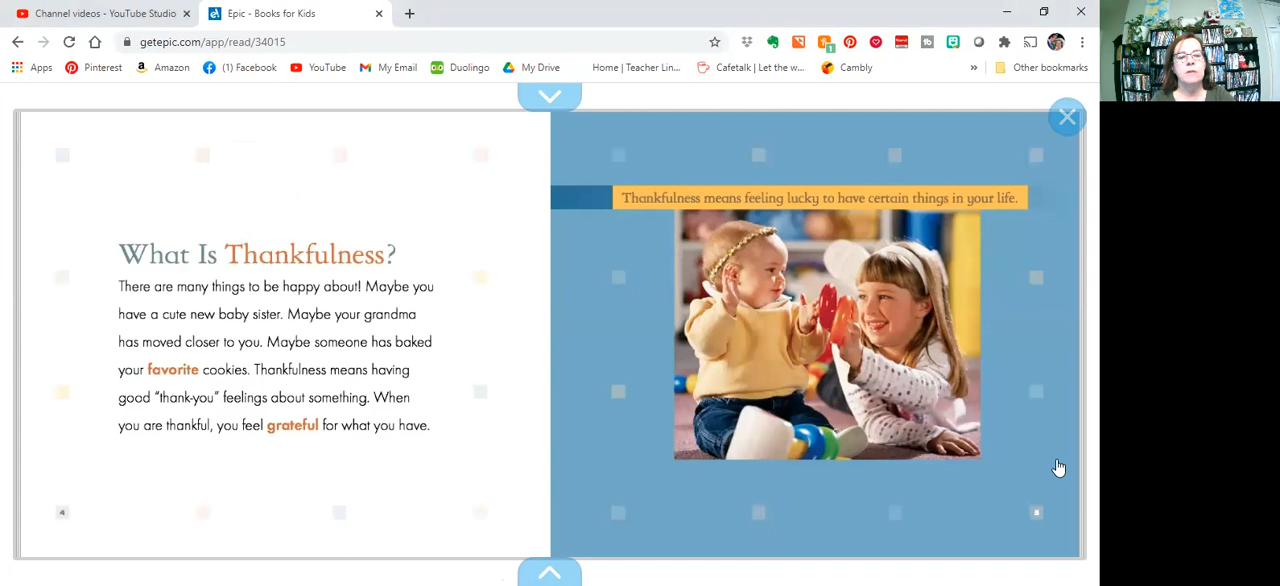 Channel videos - YouTube Studio
Epic - Books for Kids
getepic.com/app/read/34015
Apps Pinterest Amazon (1) Facebook YouTube My Email Duolingo My Drive Home | Teacher Lin... Cafetalk | Let the w... Cambly » Other bookmarks
What Is Thankfulness?
There are many things to be happy about! Maybe you
have a cute new baby sister. Maybe your grandma
has moved closer to you. Maybe someone has baked
your favorite cookies. Thankfulness means having
good “thank-you” feelings about something. When
you are thankful, you feel grateful for what you have.
4
Thankfulness means feeling lucky to have certain things in your life.